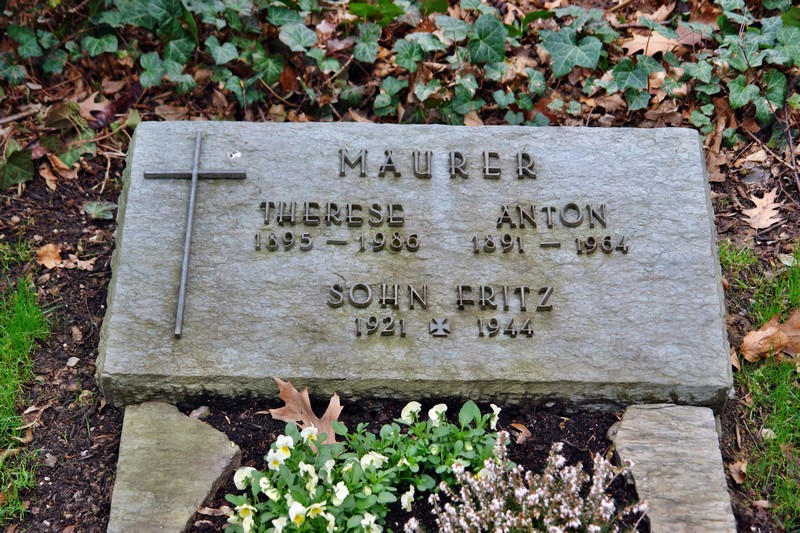 MAURER
THERESE ANTON
1895 – 1986 1891 – 1964
SOHN FRITZ
1921 ✠ 1944